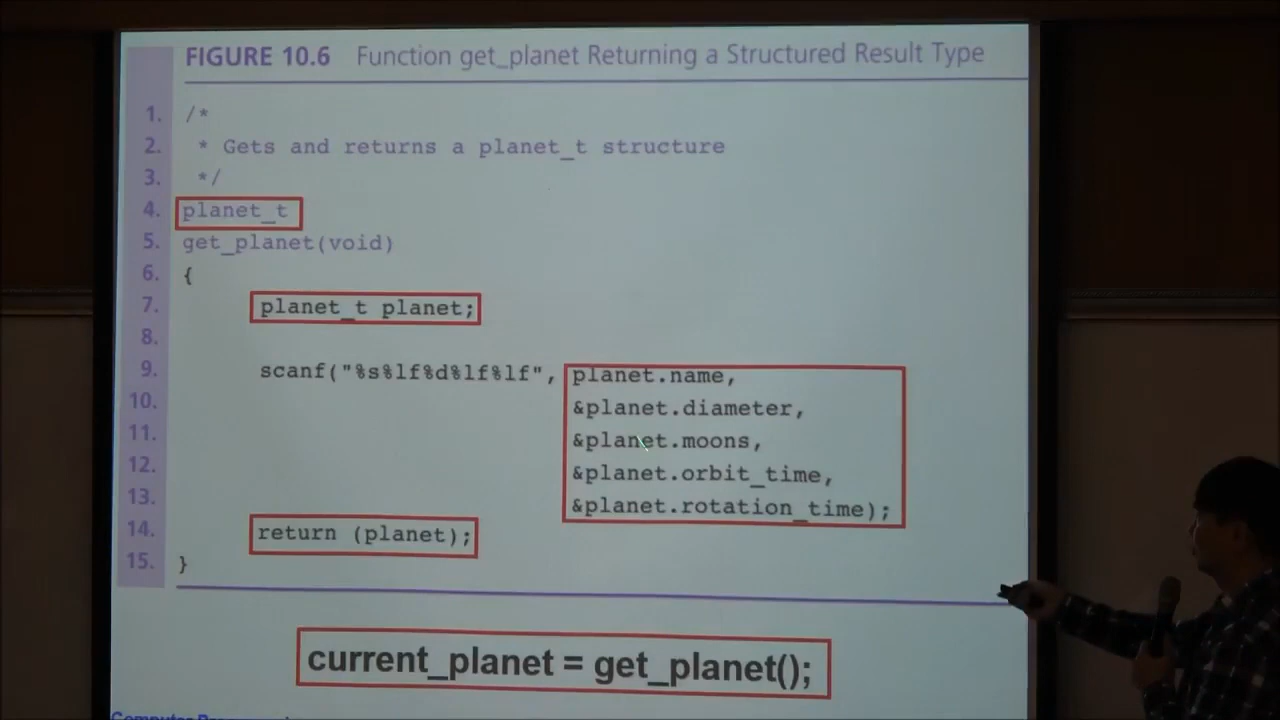 FIGURE 10.6 Function get_planet Returning a Structured Result Type
1. /*
2. * Gets and returns a planet_t structure
3. */
4. planet_t
5. get_planet(void)
6. {
7. planet_t planet;
8.
9. scanf("%s%lf%d%lf%lf", planet.name,
10. &planet.diameter,
11. &planet.moons,
12. &planet.orbit_time,
13. &planet.rotation_time);
14. return (planet);
15. }
current_planet = get_planet();
Computer